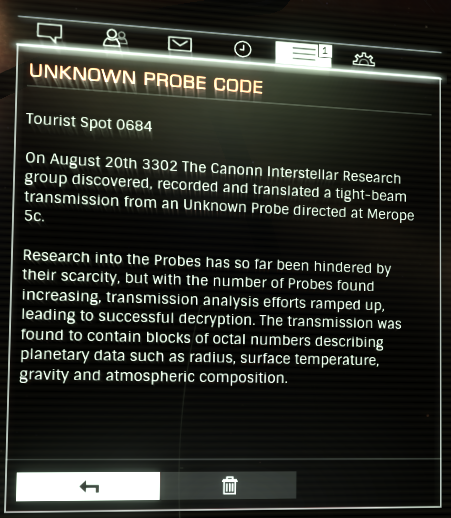 1
UNKNOWN PROBE CODE
Tourist Spot 0684
On August 20th 3302 The Canonn Interstellar Research
group discovered, recorded and translated a tight-beam
transmission from an Unknown Probe directed at Merope
5c.
Research into the Probes has so far been hindered by
their scarcity, but with the number of Probes found
increasing, transmission analysis efforts ramped up,
leading to successful decryption. The transmission was
found to contain blocks of octal numbers describing
planetary data such as radius, surface temperature,
gravity and atmospheric composition.